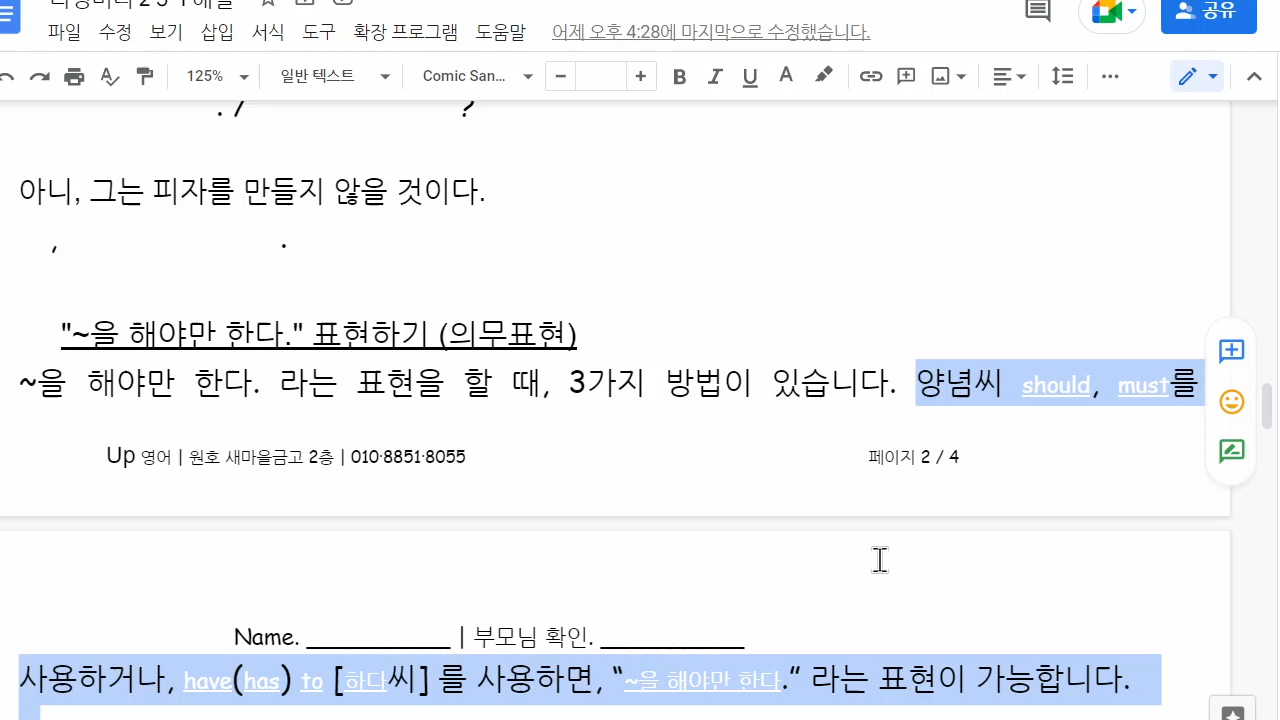 파일 수정 보기 삽입 서식 도구 확장 프로그램 도움말 어제 오후 4:28에 마지막으로 수정했습니다. 공유
125% 일반 텍스트 Comic San... − + B I U A
. / ?
아니, 그는 피자를 만들지 않을 것이다.
, .
"~을 해야만 한다." 표현하기 (의무표현)
~을 해야만 한다. 라는 표현을 할 때, 3가지 방법이 있습니다. 양념씨 should, must를
Up 영어 | 원호 새마을금고 2층 | 010·8851·8055 페이지 2 / 4
Name. ___________ | 부모님 확인. ___________
사용하거나, have(has) to [하다씨] 를 사용하면, “~을 해야만 한다.“ 라는 표현이 가능합니다.